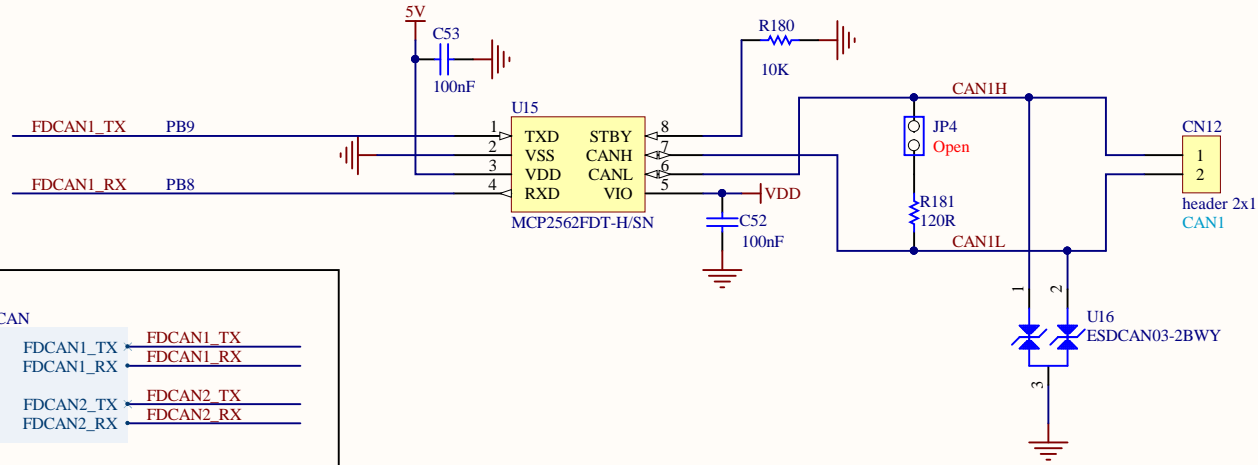 5V
C53
100nF
R180
10K
U15
FDCAN1_TX PB9
1 TXD STBY 8
2 VSS CANH 7
3 VDD CANL 6
4 RXD VIO 5
FDCAN1_RX PB8
MCP2562FDT-H/SN
VDD
C52
100nF
CAN1H
JP4
Open
R181
120R
CAN1L
CN12
1
2
header 2x1
CAN1
1
2
U16
ESDCAN03-2BWY
3
CAN
FDCAN1_TX FDCAN1_TX
FDCAN1_RX FDCAN1_RX
FDCAN2_TX FDCAN2_TX
FDCAN2_RX FDCAN2_RX